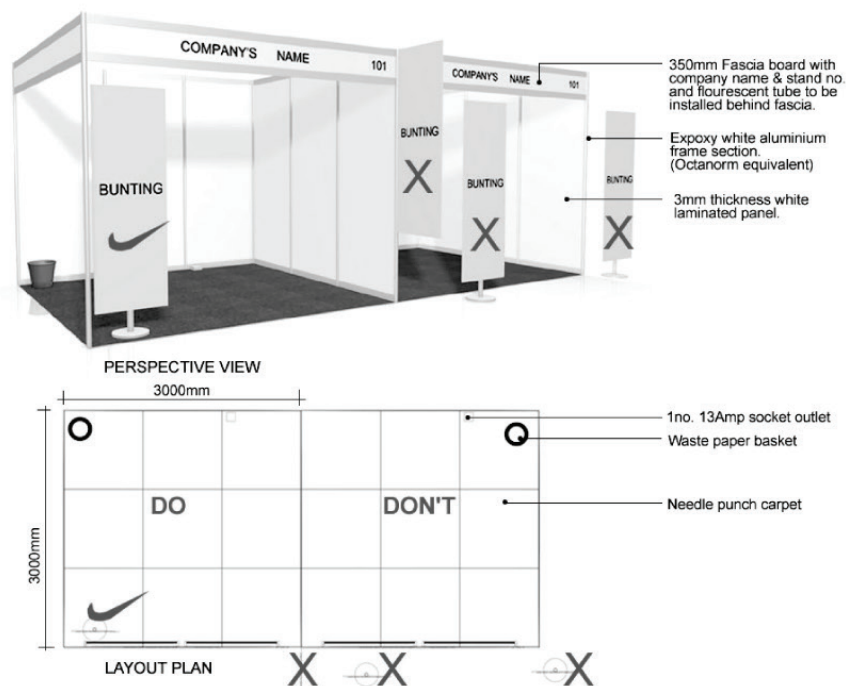 COMPANY'S NAME 101
COMPANY'S NAME 101
BUNTING
BUNTING
BUNTING
BUNTING
X
X
X
350mm Fascia board with
company name & stand no.
and flourescent tube to be
installed behind fascia.
Expoxy white aluminium
frame section.
(Octanorm equivalent)
3mm thickness white
laminated panel.
PERSPECTIVE VIEW
3000mm
3000mm
DO
DON'T
1no. 13Amp socket outlet
Waste paper basket
Needle punch carpet
LAYOUT PLAN
X
X
X